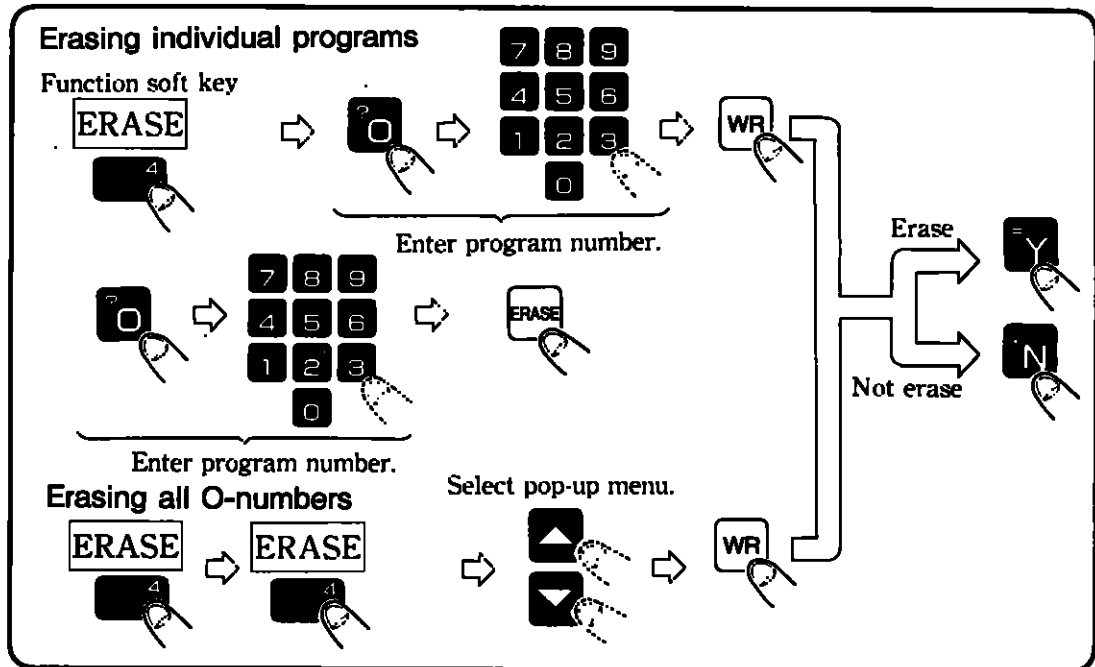 Erasing individual programs
Function soft key
ERASE
4
?
O
7 8 9
4 5 6
1 2 3
0
WR
Enter program number.
Erase
=
Y
?
O
7 8 9
4 5 6
1 2 3
0
ERASE
N
Not erase
Enter program number.
Erasing all O-numbers
Select pop-up menu.
ERASE
4
ERASE
4
WR